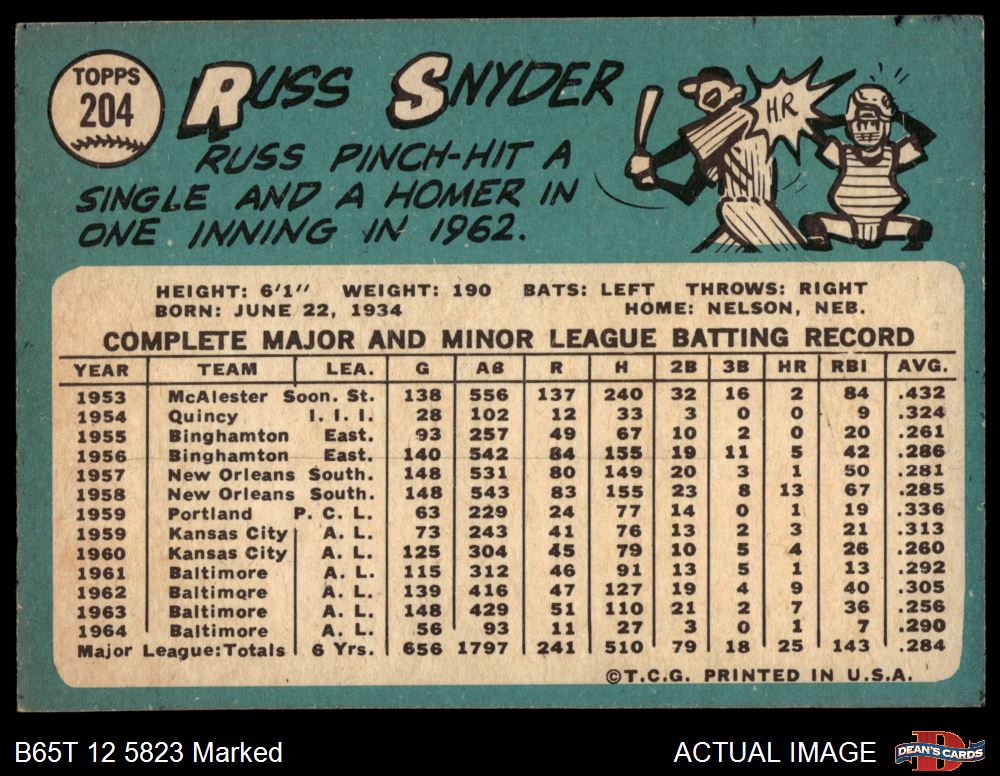 TOPPS
204
RUSS SNYDER
RUSS PINCH-HIT A
SINGLE AND A HOMER IN
ONE INNING IN 1962.
H.R
HEIGHT: 6'1" WEIGHT: 190 BATS: LEFT THROWS: RIGHT
BORN: JUNE 22, 1934 HOME: NELSON, NEB.
COMPLETE MAJOR AND MINOR LEAGUE BATTING RECORD
YEAR TEAM LEA. G AB R H 2B 3B HR RBI AVG.
1953 McAlester Soon. St. 138 556 137 240 32 16 2 84 .432
1954 Quincy I. I. I. 28 102 12 33 3 0 0 9 .324
1955 Binghamton East. 93 257 49 67 10 2 0 20 .261
1956 Binghamton East. 140 542 84 155 19 11 5 42 .286
1957 New Orleans South. 148 531 80 149 20 3 1 50 .281
1958 New Orleans South. 148 543 83 155 23 8 13 67 .285
1959 Portland P. C. L. 63 229 24 77 14 0 1 19 .336
1959 Kansas City A. L. 73 243 41 76 13 2 3 21 .313
1960 Kansas City A. L. 125 304 45 79 10 5 4 26 .260
1961 Baltimore A. L. 115 312 46 91 13 5 1 13 .292
1962 Baltimore A. L. 139 416 47 127 19 4 9 40 .305
1963 Baltimore A. L. 148 429 51 110 21 2 7 36 .256
1964 Baltimore A. L. 56 93 11 27 3 0 1 7 .290
Major League:Totals 6 Yrs. 656 1797 241 510 79 18 25 143 .284
©T.C.G. PRINTED IN U.S.A.
B65T 12 5823 Marked
ACTUAL IMAGE
DEAN'S CARDS